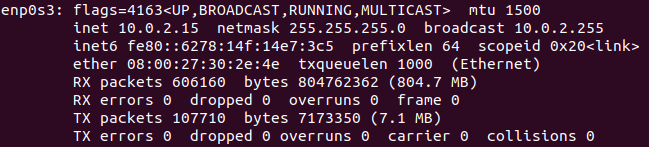 enp0s3: flags=4163<UP,BROADCAST,RUNNING,MULTICAST>  mtu 1500
inet 10.0.2.15  netmask 255.255.255.0  broadcast 10.0.2.255
inet6 fe80::6278:14f:14e7:3c5  prefixlen 64  scopeid 0x20<link>
ether 08:00:27:30:2e:4e  txqueuelen 1000  (Ethernet)
RX packets 606160  bytes 804762362 (804.7 MB)
RX errors 0  dropped 0  overruns 0  frame 0
TX packets 107710  bytes 7173350 (7.1 MB)
TX errors 0  dropped 0 overruns 0  carrier 0  collisions 0